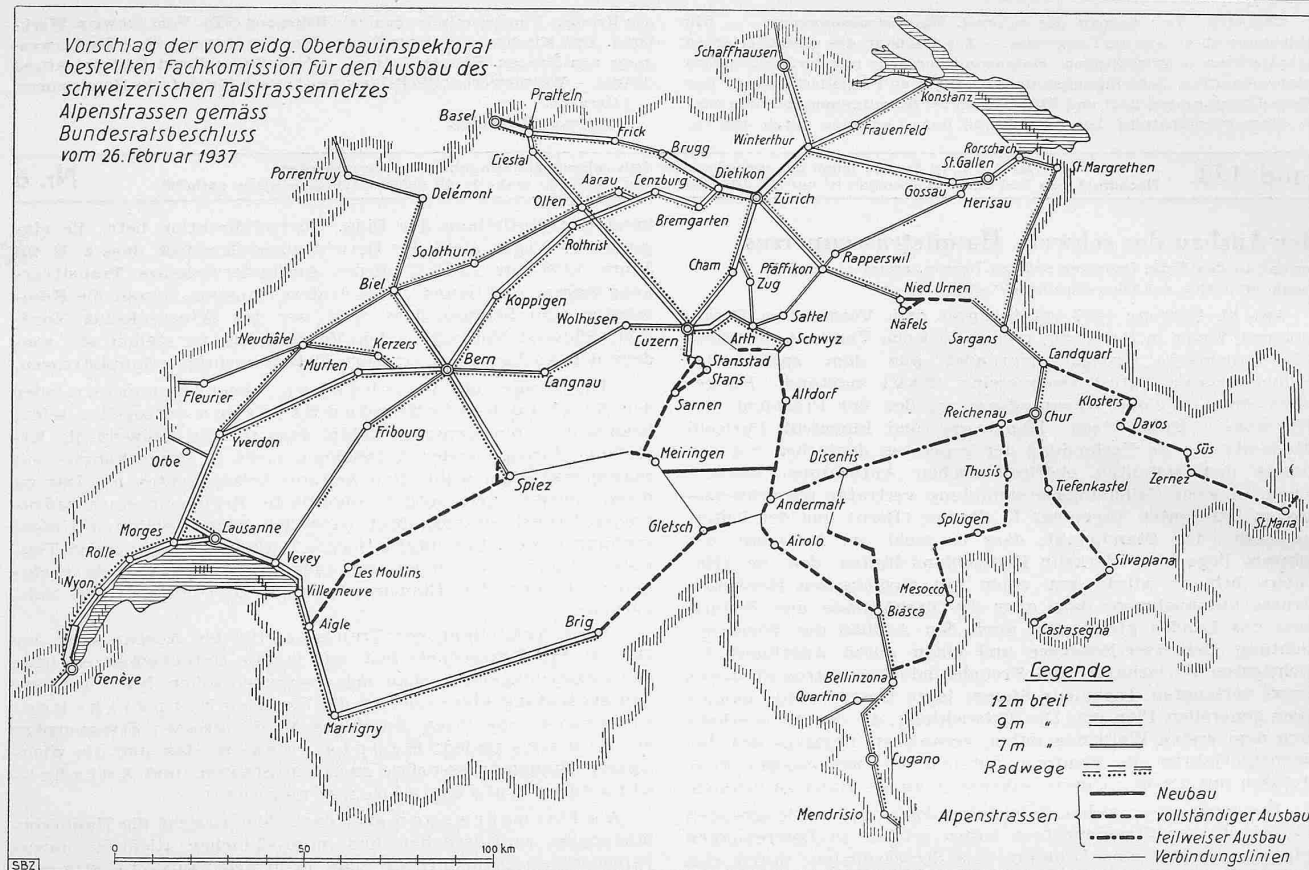 Vorschlag der vom eidg. Oberbauinspektorat
bestellten Fachkomission für den Ausbau des
schweizerischen Talstrassennetzes
Alpenstrassen gemäss
Bundesratsbeschluss
vom 26. Februar 1937
Schaffhausen
Konstanz
Pratteln
Basel
Frick
Liestal
Brugg
Winterthur
Frauenfeld
Rorschach
St. Gallen
St. Margrethen
Porrentruy
Delémont
Aarau
Lenzburg
Dietikon
Zürich
Gossau
Herisau
Olten
Bremgarten
Rothrist
Solothurn
Cham
Pfäffikon
Rapperswil
Biel
Koppigen
Zug
Nied. Urnen
Näfels
Wolhusen
Sattel
Neuhâtel
Kerzers
Luzern
Arth
Schwyz
Sargans
Murten
Bern
Langnau
Stansstad
Stans
Landquart
Fleurier
Sarnen
Altdorf
Klosters
Yverdon
Fribourg
Reichenau
Chur
Davos
Orbe
Spiez
Meiringen
Disentis
Thusis
Tiefenkastel
Süs
Zernez
Andermatt
Gletsch
Splügen
St. Maria
Morges
Lausanne
Airolo
Rolle
Vevey
Nyon
Villeneuve
Les Moulins
Mesocco
Silvaplana
Aigle
Brig
Biasca
Castasegna
Genève
Bellinzona
Quartino
Martigny
Lugano
Mendrisio
Legende
12 m breit
9 m "
7 m "
Radwege
Alpenstrassen
Neubau
vollständiger Ausbau
teilweiser Ausbau
Verbindungslinien
0 50 100 km
SBZ